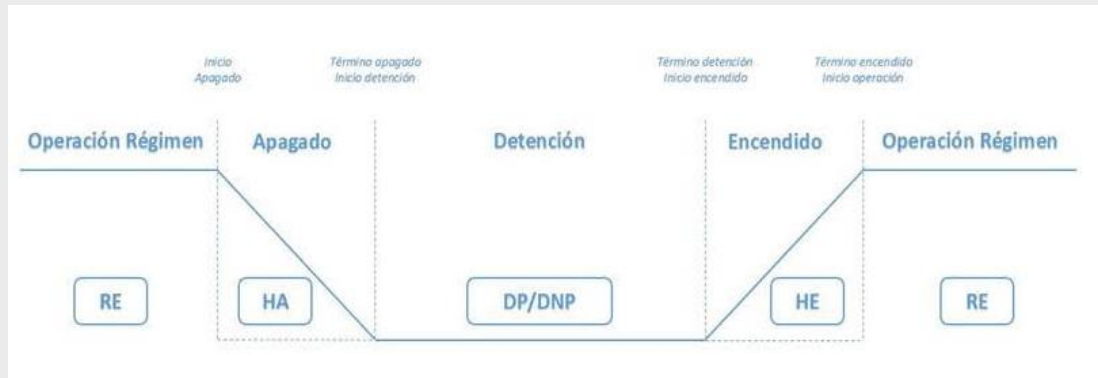 Inicio
Apagado
Término apagado
Inicio detención
Término detención
Inicio encendido
Término encendido
Inicio operación
Operación Régimen
Apagado
Detención
Encendido
Operación Régimen
RE
HA
DP/DNP
HE
RE